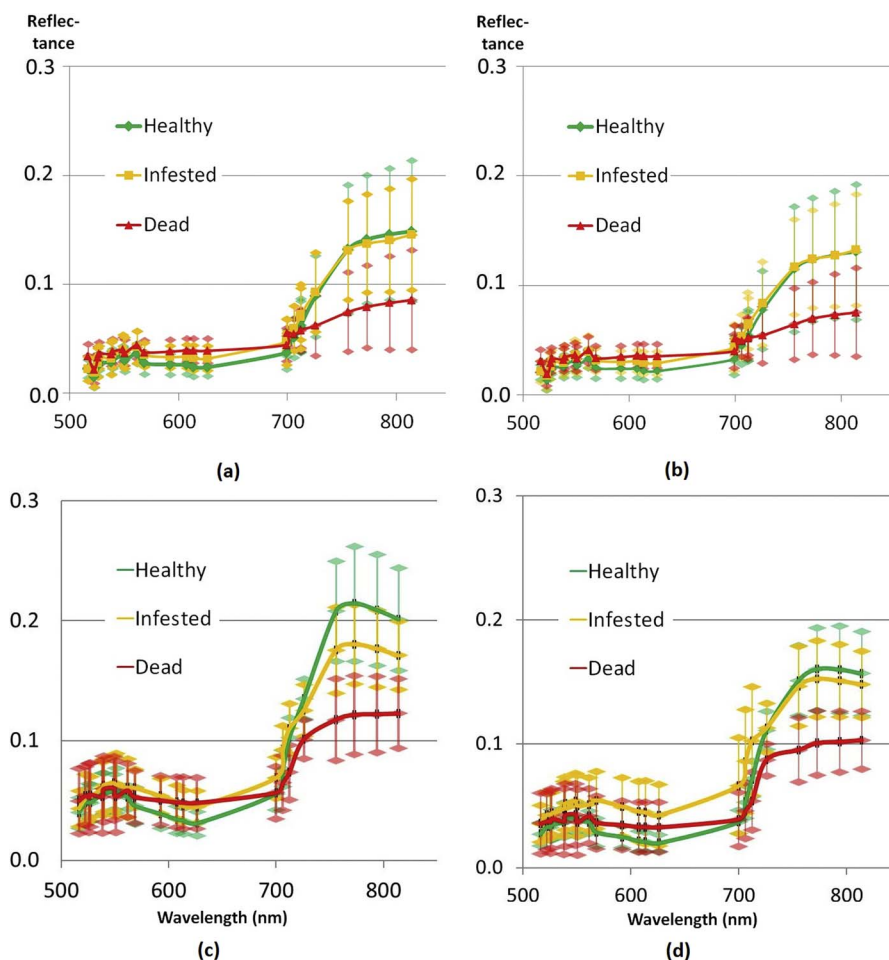 Reflec-
tance
0.3
0.2
0.1
0.0
Healthy
Infested
Dead
500 600 700 800
(a)
Reflec-
tance
0.3
0.2
0.1
0.0
Healthy
Infested
Dead
500 600 700 800
(b)
0.3
0.2
0.1
0.0
Healthy
Infested
Dead
500 600 700 800
Wavelength (nm)
(c)
0.3
0.2
0.1
0.0
Healthy
Infested
Dead
500 600 700 800
Wavelength (nm)
(d)